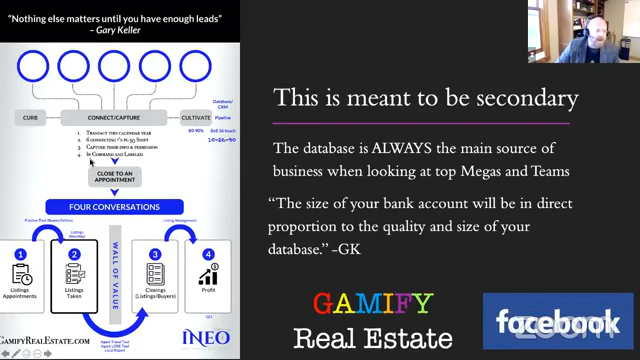 "Nothing else matters until you have enough leads"
– Gary Keller
Database/
CRM
CURB
CONNECT/CAPTURE
CULTIVATE
Pipeline
1. TRANSACT THIS CALENDAR YEAR
2. 6 CONNECTING ?'S PG 95 SHIFT
3. CAPTURE THEIR INFO & PERMISSION
4. IN COMMAND AND LABELED
80-90%
8x8 36 touch
10-26-90
CLOSE TO AN
APPOINTMENT
FOUR CONVERSATIONS
Listing Management
1
2
3
4
WALL OF VALUE
Listings
Appointments
Listings
Taken
Closings
(Listings/Buyers)
Profit
GCI
Local Expert
GAMIFYREALESTATE.COM
INEO
This is meant to be secondary
The database is ALWAYS the main source of
business when looking at top Megas and Teams
"The size of your bank account will be in direct
proportion to the quality and size of your
database." -GK
GAMIFY
Real Estate
facebook
zoom